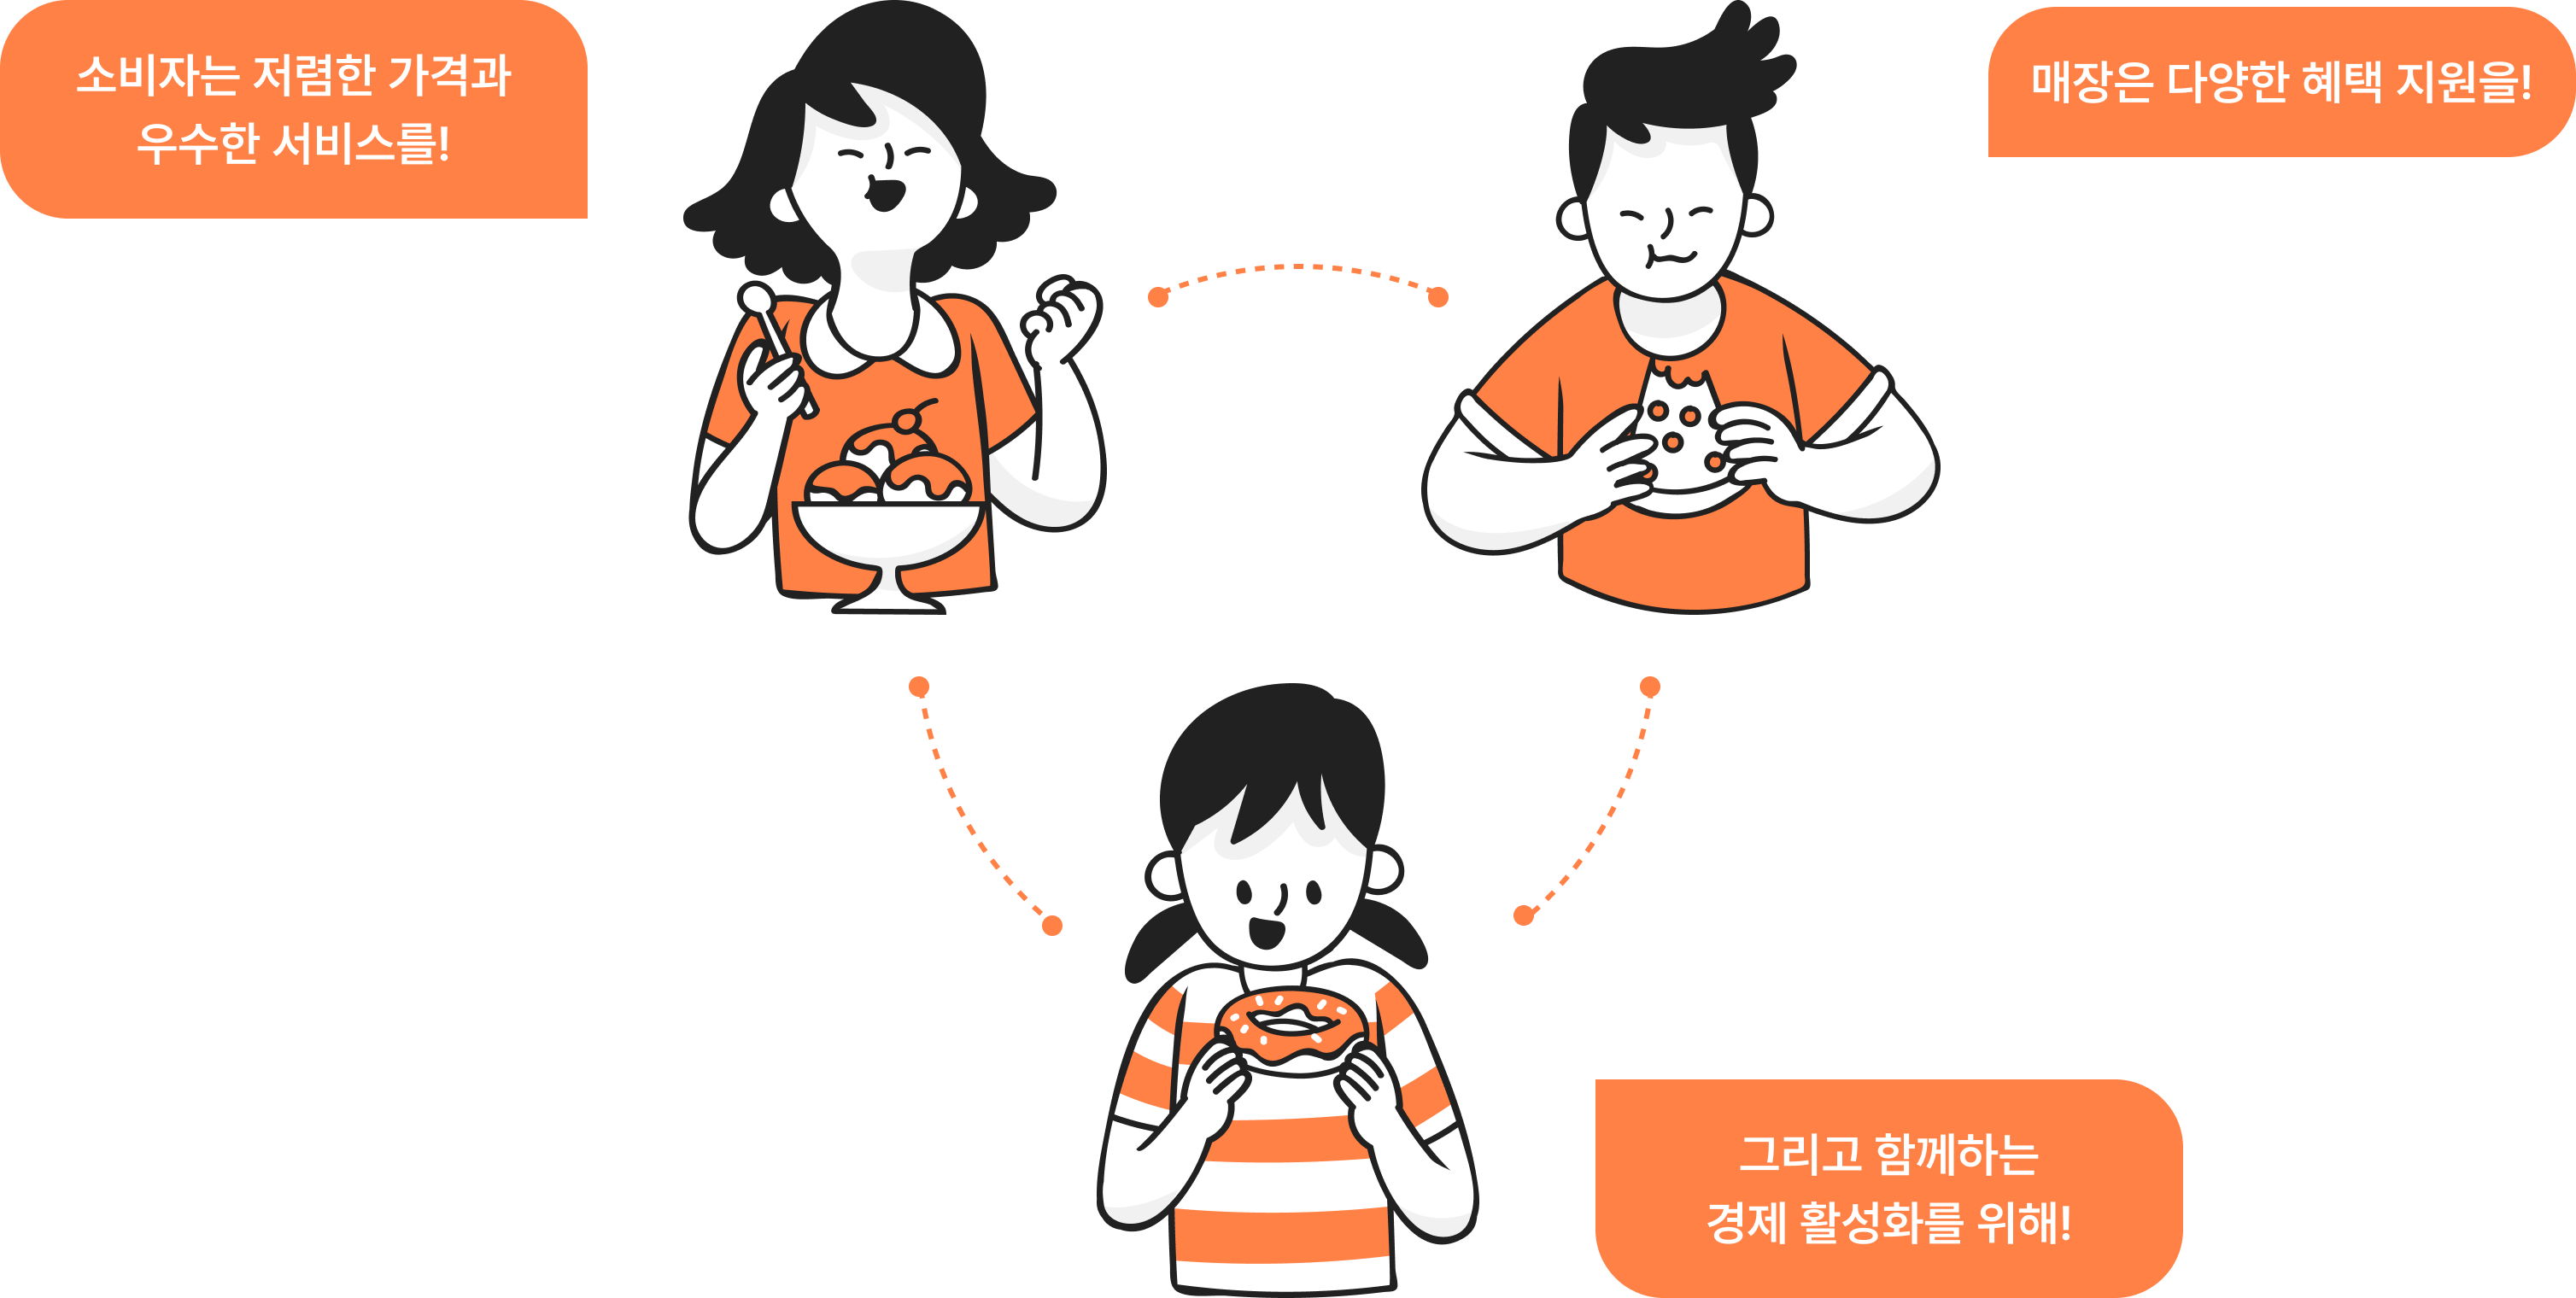 소비자는 저렴한 가격과
우수한 서비스를!
매장은 다양한 혜택 지원을!
그리고 함께하는
경제 활성화를 위해!